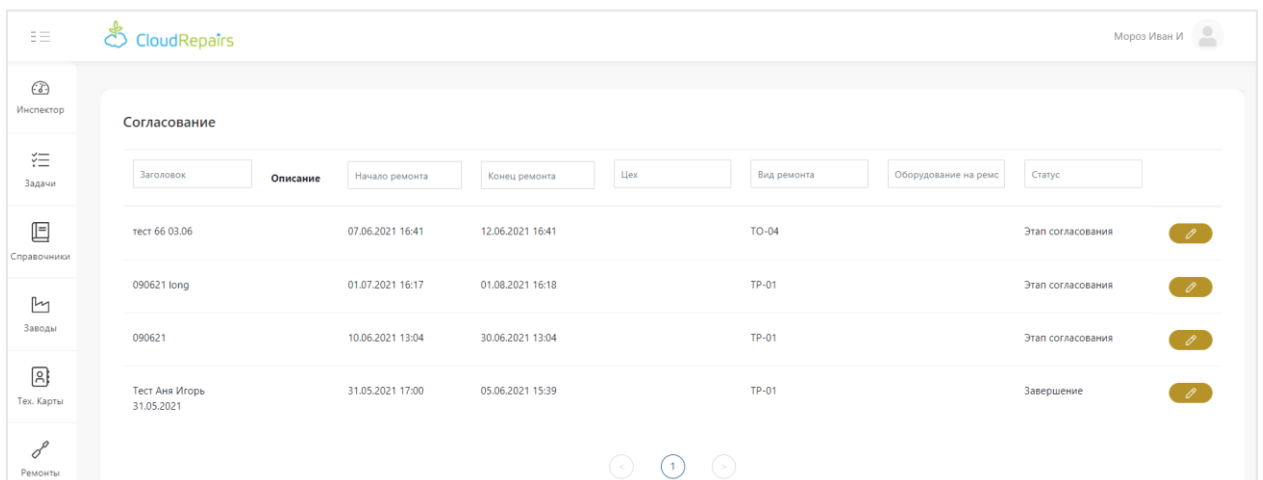 CloudRepairs
Мороз Иван И
Инспектор
Задачи
Справочники
Заводы
Тех. Карты
Ремонты
Согласование
Заголовок Описание Начало ремонта Конец ремонта Цех Вид ремонта Оборудование на ремс Статус
тест 66 03.06 07.06.2021 16:41 12.06.2021 16:41 ТО-04 Этап согласования
090621 long 01.07.2021 16:17 01.08.2021 16:18 ТР-01 Этап согласования
090621 10.06.2021 13:04 30.06.2021 13:04 ТР-01 Этап согласования
Тест Аня Игорь 31.05.2021 17:00 05.06.2021 15:39 ТР-01 Завершение
31.05.2021
< 1 >